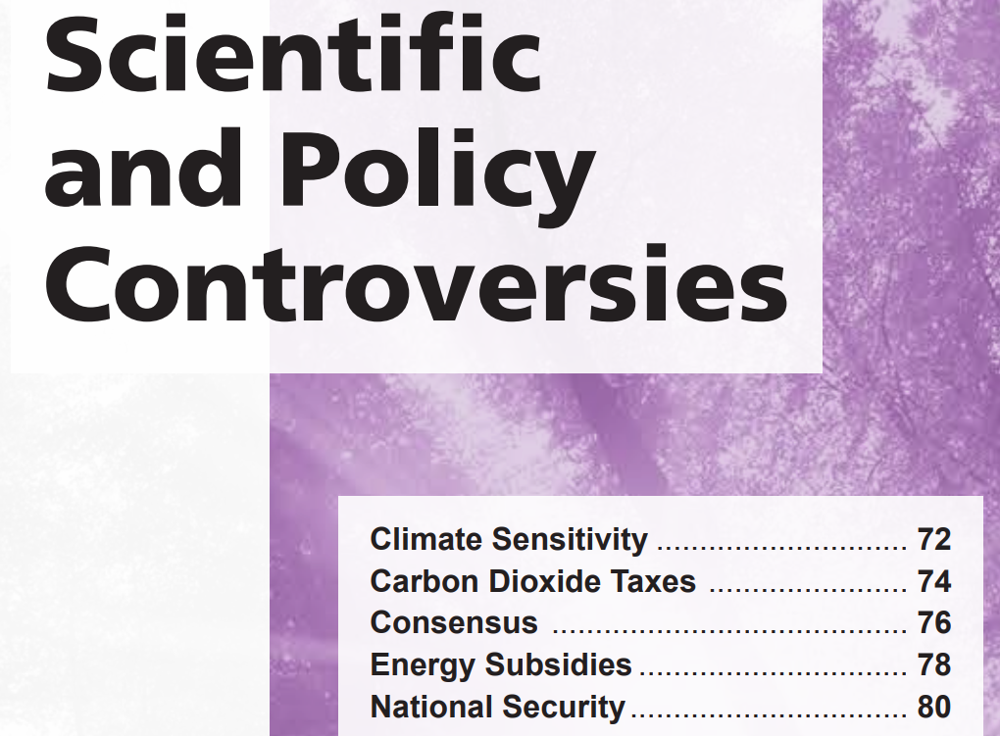 Scientific
and Policy
Controversies
Climate Sensitivity ............................. 72
Carbon Dioxide Taxes ....................... 74
Consensus ......................................... 76
Energy Subsidies ............................... 78
National Security ................................ 80